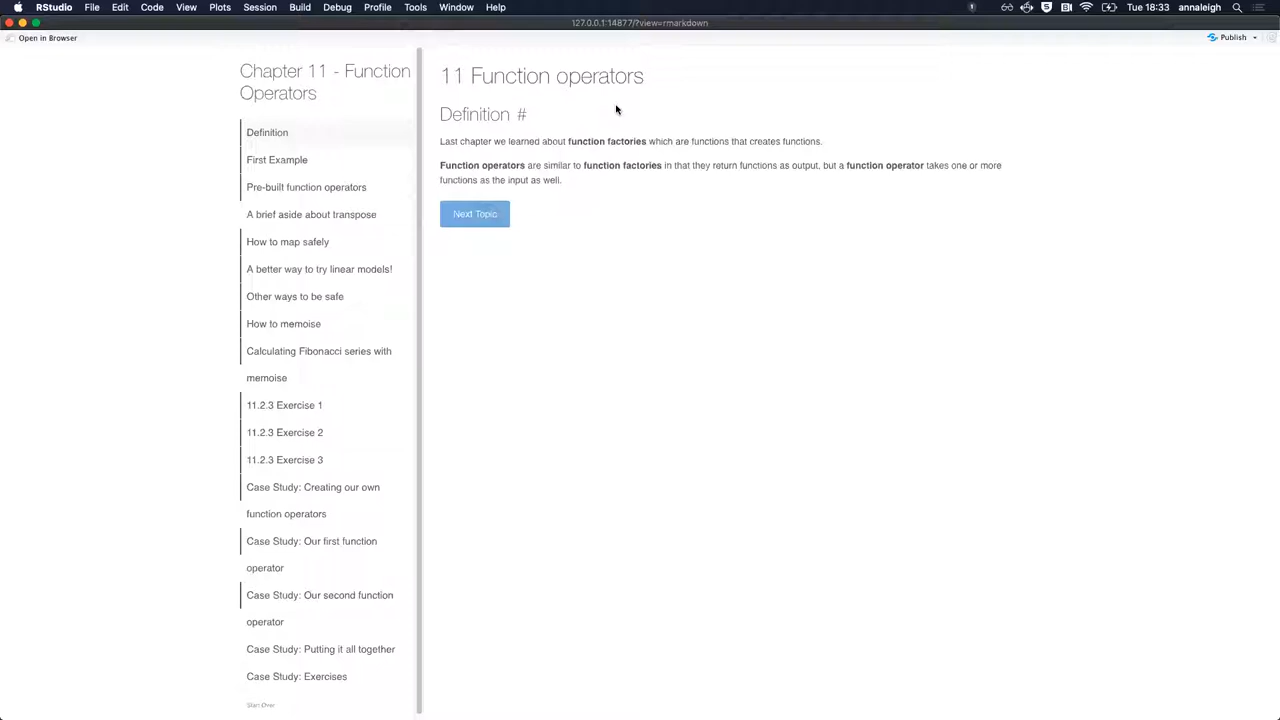 RStudio File Edit Code View Plots Session Build Debug Profile Tools Window Help Tue 18:33 annaleigh
127.0.0.1:14877/?view=rmarkdown
Open in Browser Publish
Chapter 11 - Function
Operators
Definition
First Example
Pre-built function operators
A brief aside about transpose
How to map safely
A better way to try linear models!
Other ways to be safe
How to memoise
Calculating Fibonacci series with
memoise
11.2.3 Exercise 1
11.2.3 Exercise 2
11.2.3 Exercise 3
Case Study: Creating our own
function operators
Case Study: Our first function
operator
Case Study: Our second function
operator
Case Study: Putting it all together
Case Study: Exercises
Start Over
11 Function operators
Definition #
Last chapter we learned about function factories which are functions that creates functions.
Function operators are similar to function factories in that they return functions as output, but a function operator takes one or more
functions as the input as well.
Next Topic